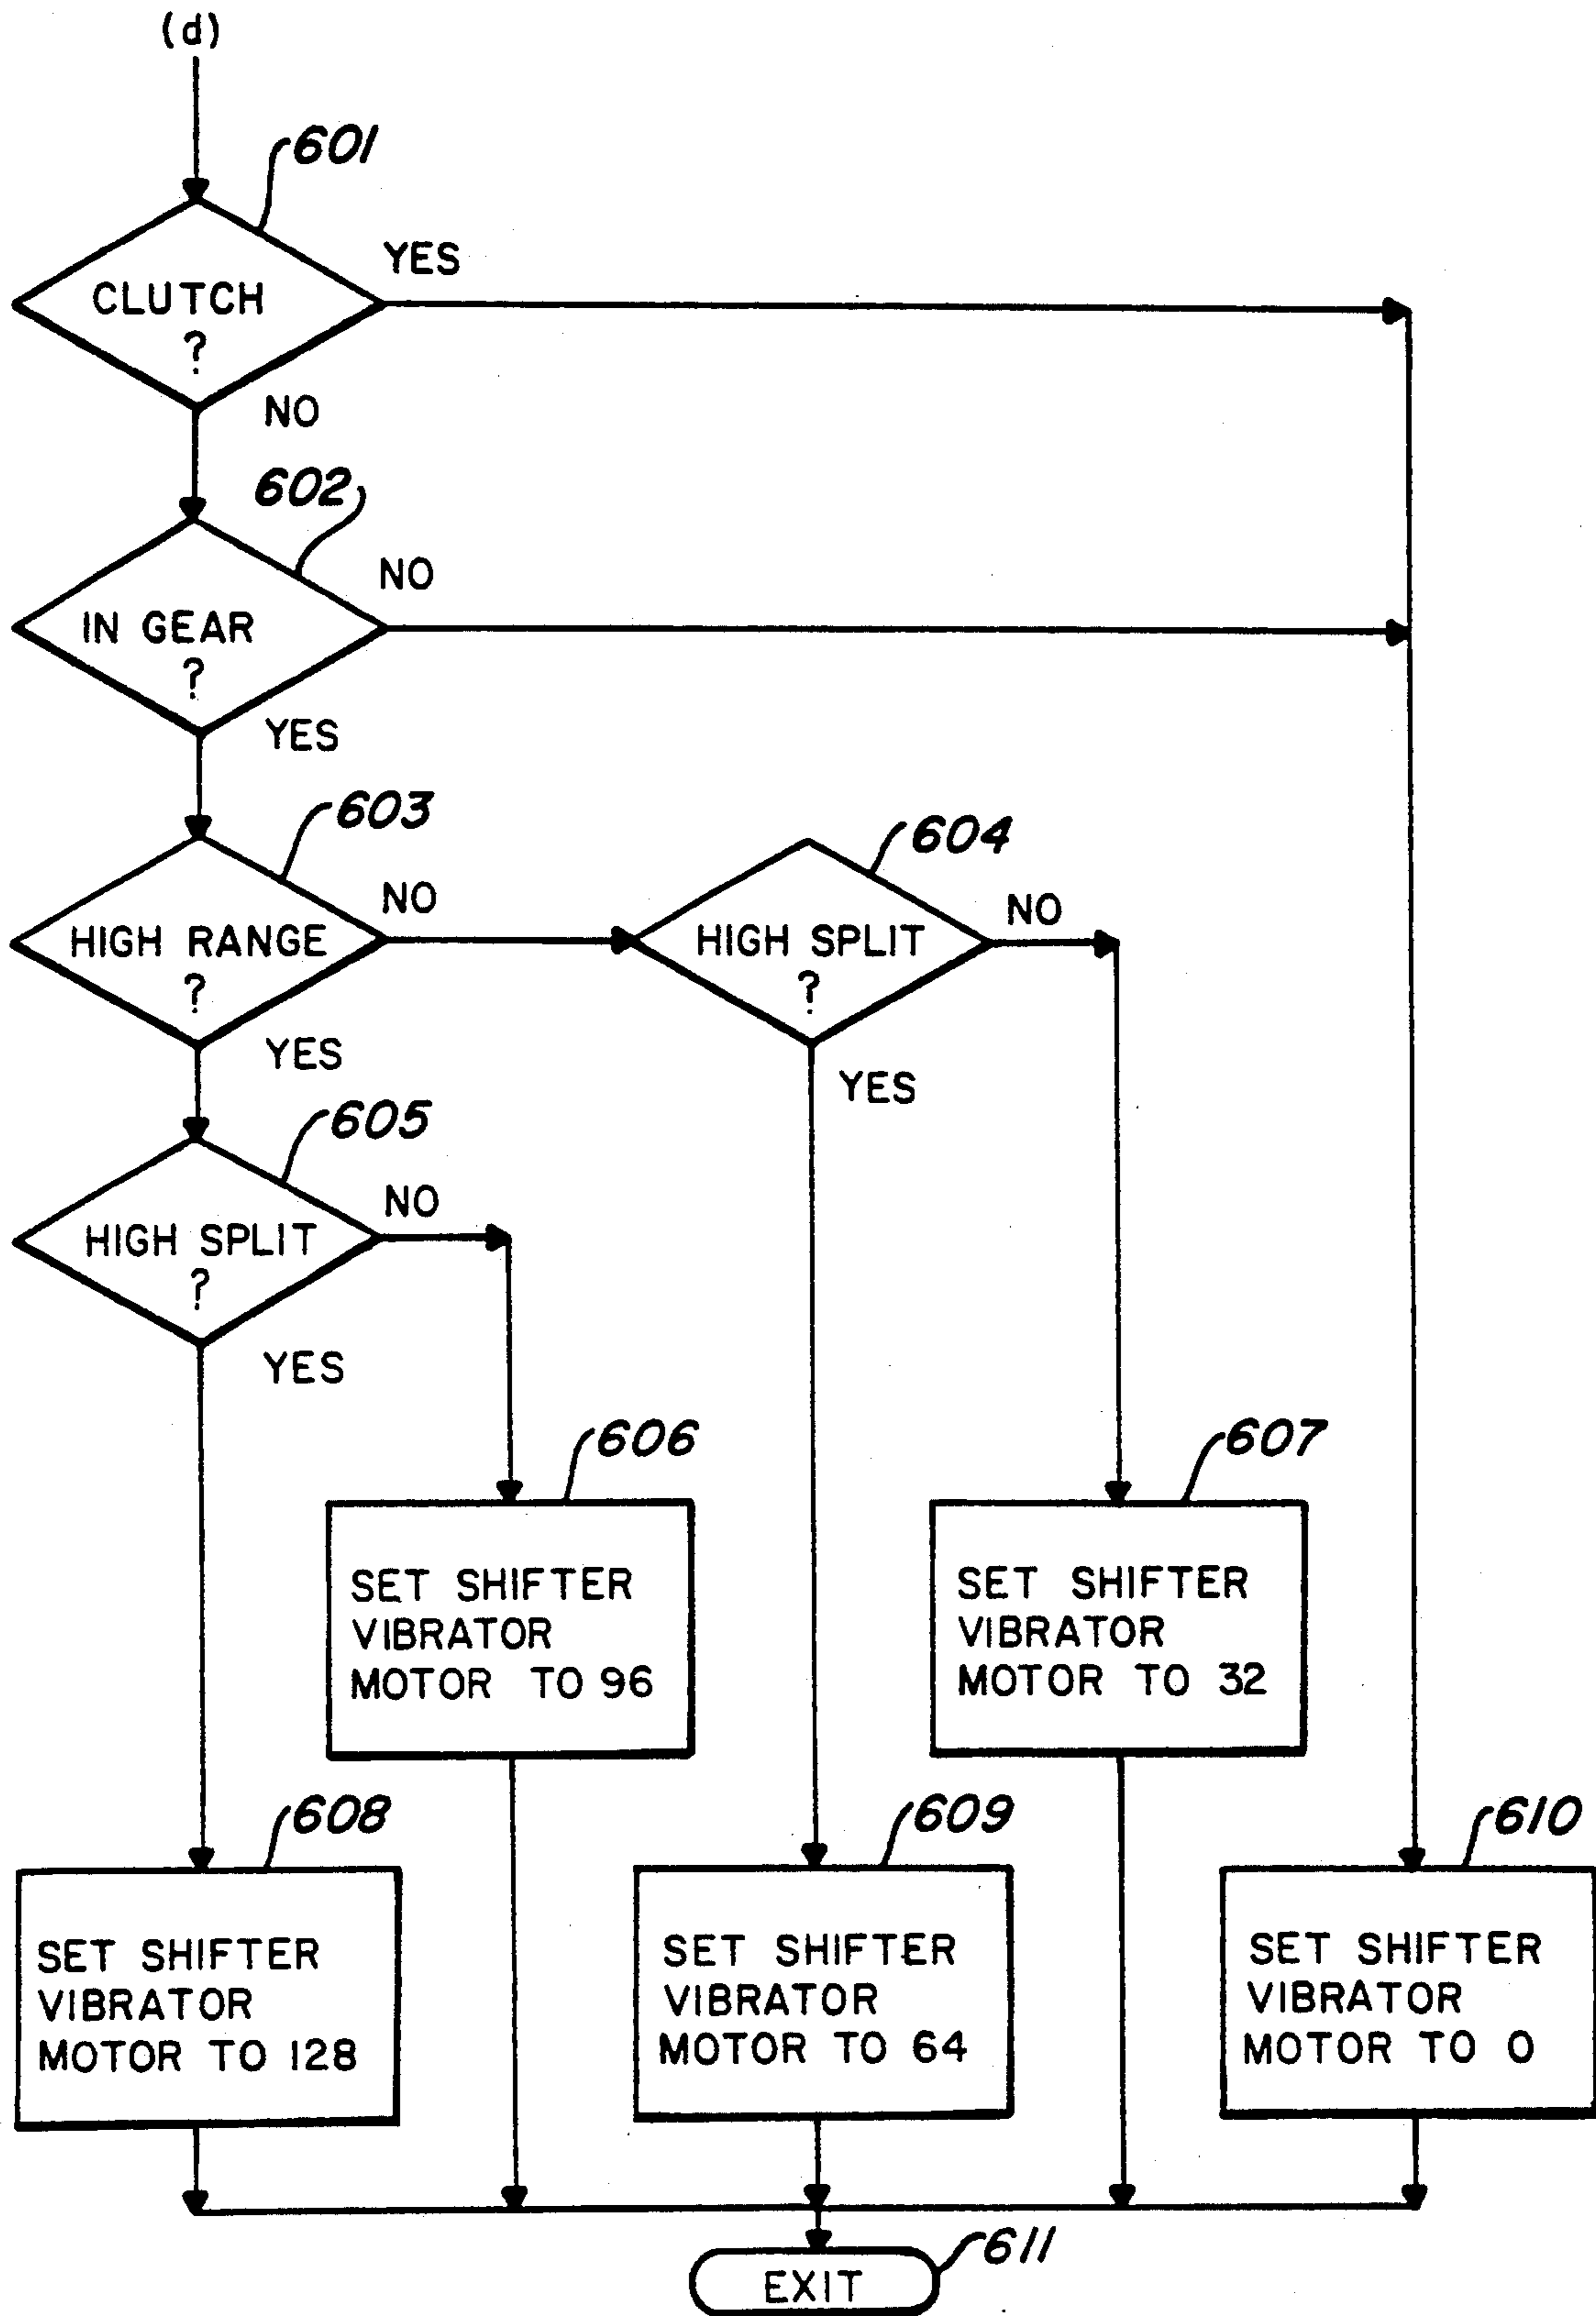 (d)
601
CLUTCH
?
YES
NO
602
IN GEAR
?
NO
YES
603
HIGH RANGE
?
NO
YES
604
HIGH SPLIT
?
NO
YES
605
HIGH SPLIT
?
NO
YES
606
SET SHIFTER
VIBRATOR
MOTOR TO 96
607
SET SHIFTER
VIBRATOR
MOTOR TO 32
608
SET SHIFTER
VIBRATOR
MOTOR TO 128
609
SET SHIFTER
VIBRATOR
MOTOR TO 64
610
SET SHIFTER
VIBRATOR
MOTOR TO 0
611
EXIT